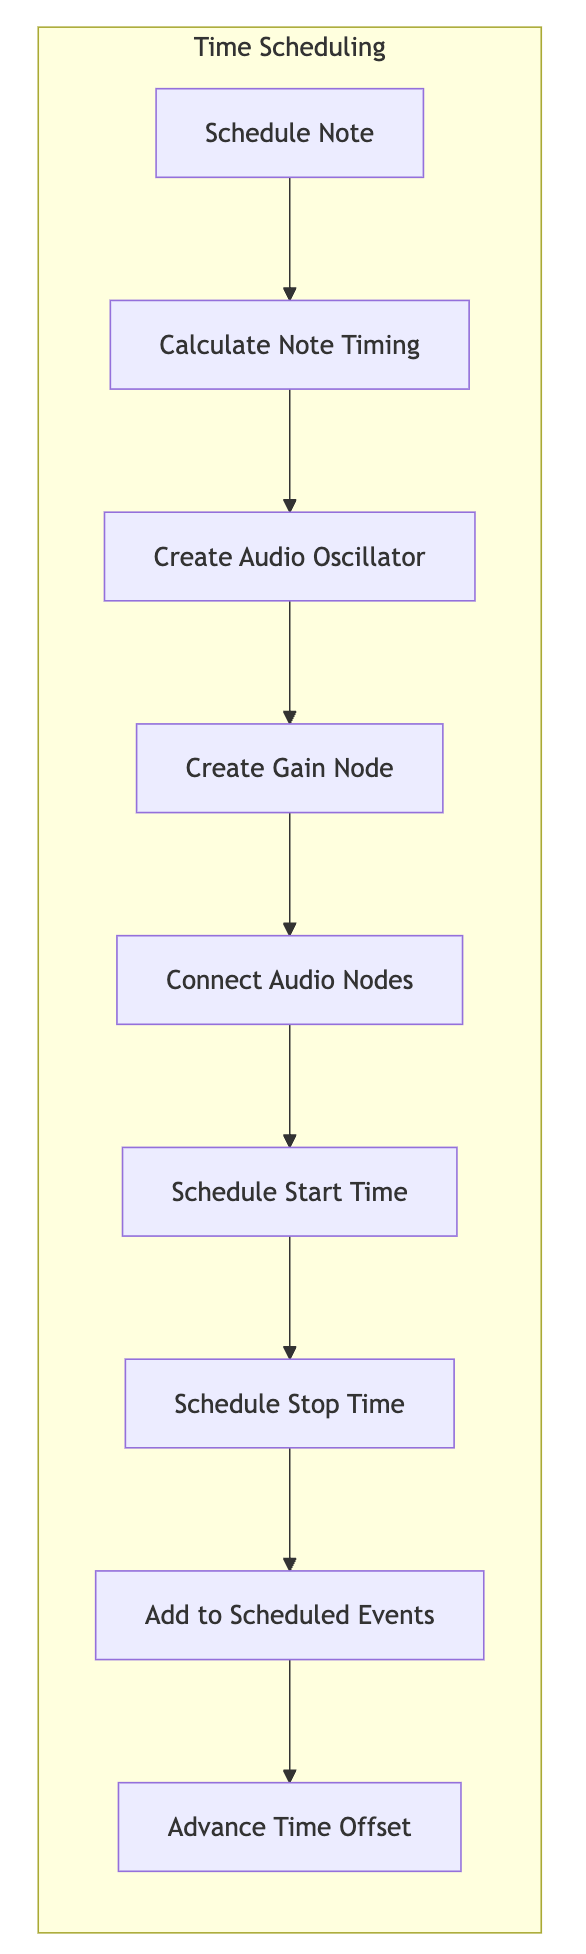 Time Scheduling
Schedule Note
Calculate Note Timing
Create Audio Oscillator
Create Gain Node
Connect Audio Nodes
Schedule Start Time
Schedule Stop Time
Add to Scheduled Events
Advance Time Offset